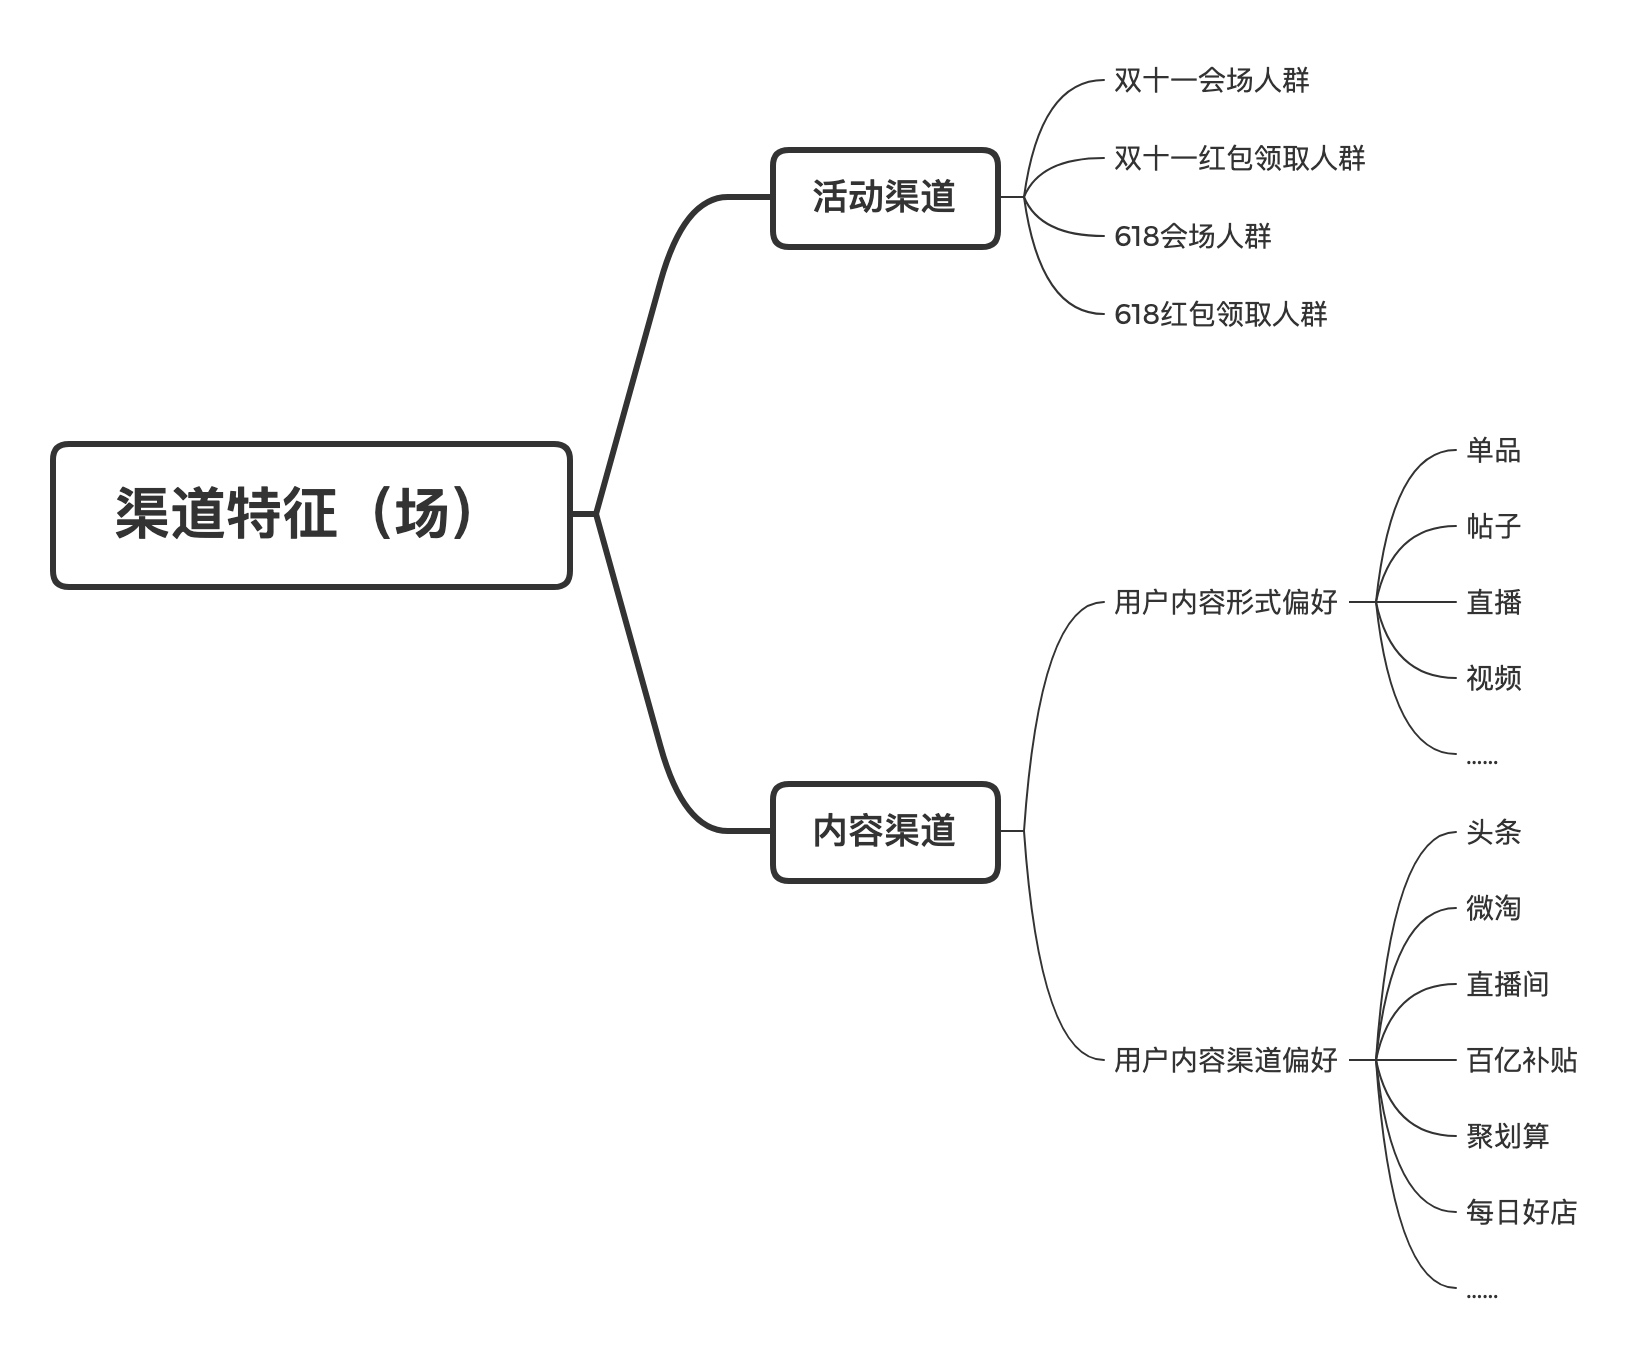 渠道特征（场）
活动渠道
双十一会场人群
双十一红包领取人群
618会场人群
618红包领取人群
内容渠道
用户内容形式偏好
单品
帖子
直播
视频
......
用户内容渠道偏好
头条
微淘
直播间
百亿补贴
聚划算
每日好店
......